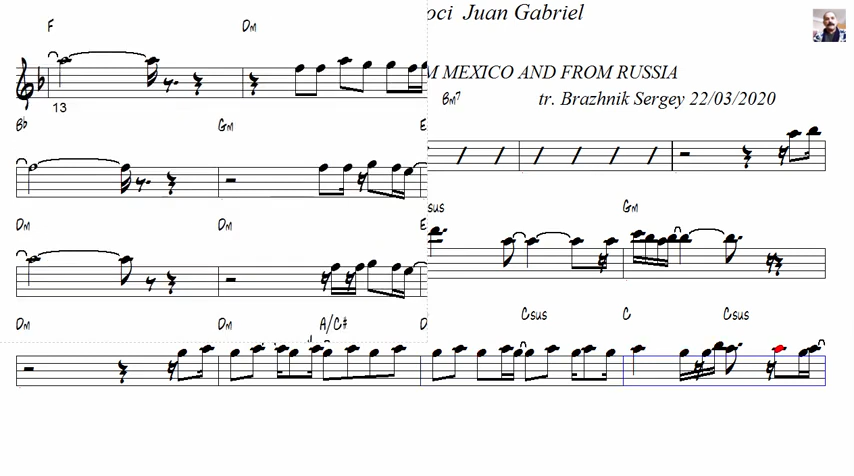 oci Juan Gabriel
M MEXICO AND FROM RUSSIA
tr. Brazhnik Sergey 22/03/2020
F Dm Bm7
13
Bb Gm E sus Gm
Dm Dm E
Csus C Csus
Dm Dm A/C# D